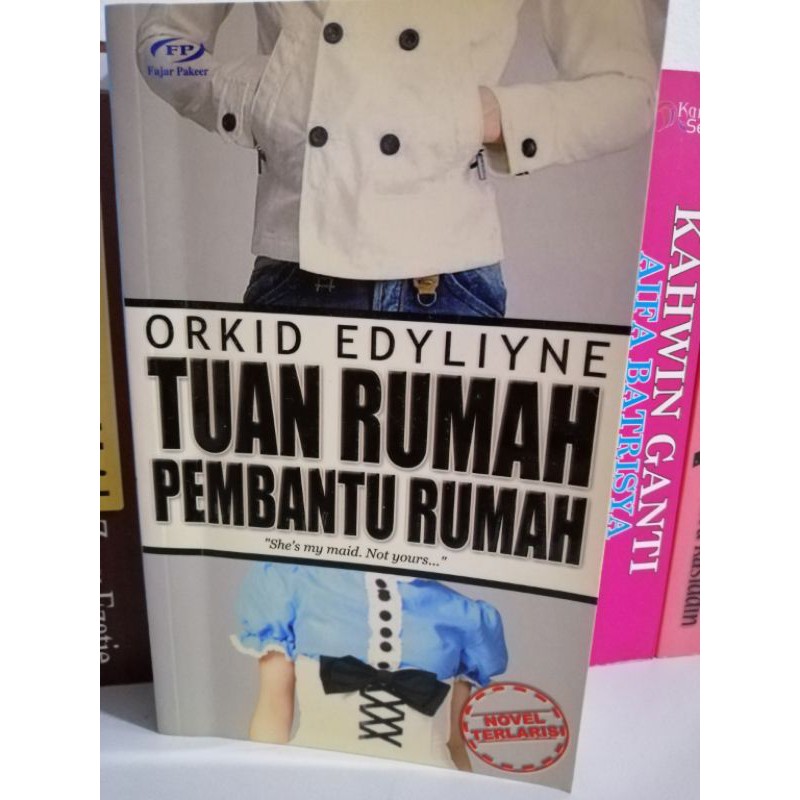 FP
Fajar Pakeer
ORKID EDYLIYNE
TUAN RUMAH
PEMBANTU RUMAH
"She's my maid. Not yours..."
NOVEL
TERLARIS
KAHWIN GANTI
AIFA BATRISYA